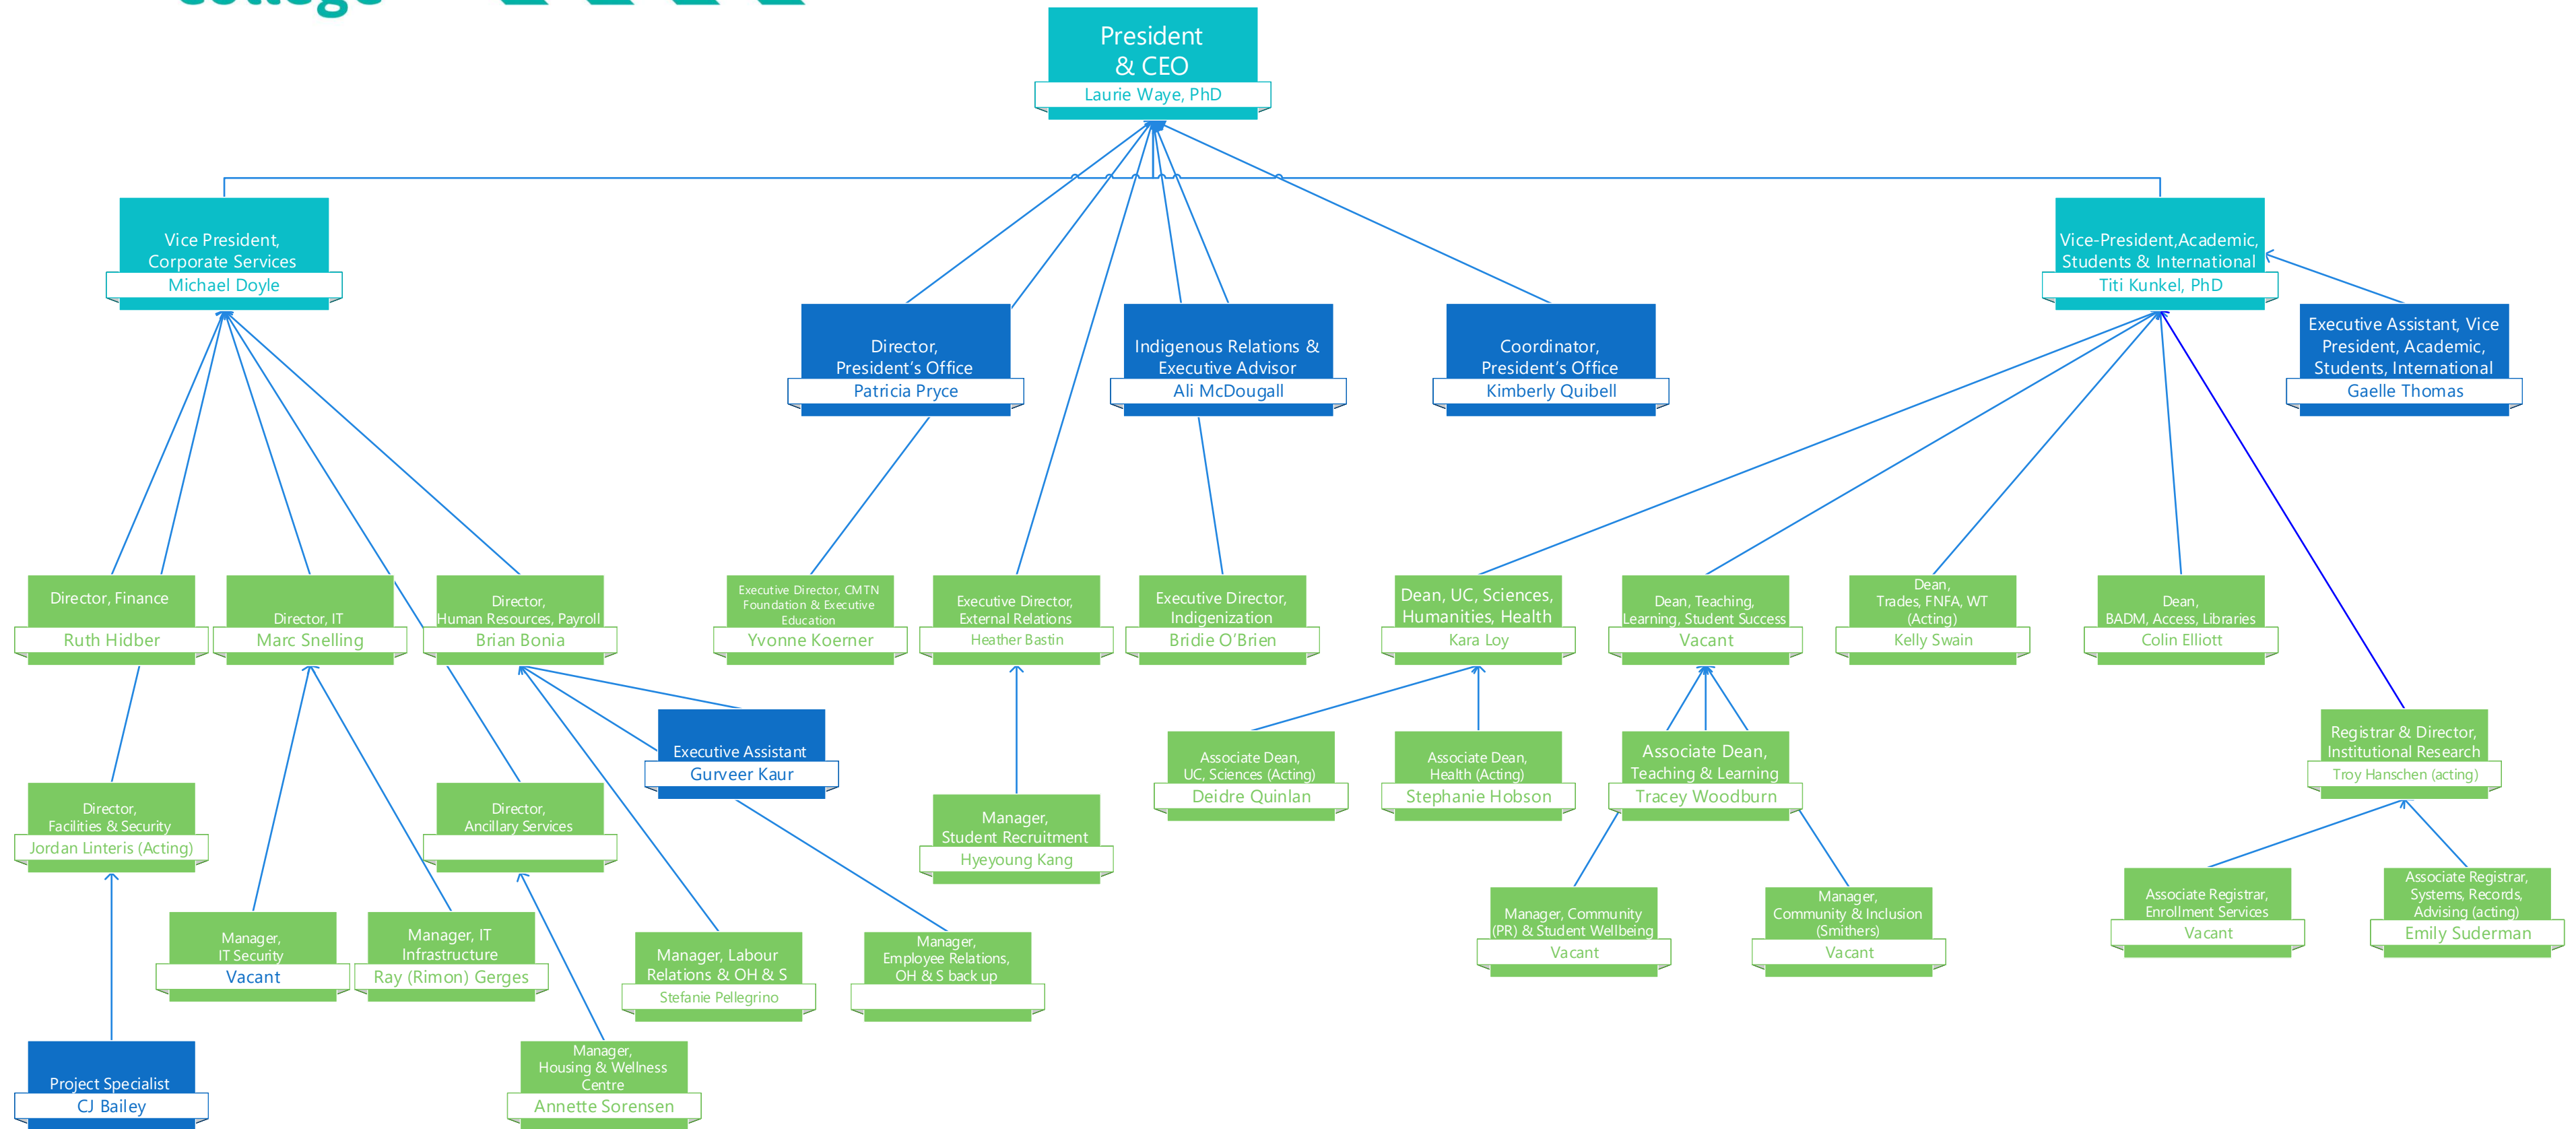 President
& CEO
Laurie Waye, PhD
Vice President,
Corporate Services
Michael Doyle
Vice-President,Academic,
Students & International
Titi Kunkel, PhD
Director,
President’s Office
Patricia Pryce
Indigenous Relations &
Executive Advisor
Ali McDougall
Coordinator,
President’s Office
Kimberly Quibell
Executive Assistant, Vice
President, Academic,
Students, International
Gaelle Thomas
Director, Finance
Ruth Hidber
Director, IT
Marc Snelling
Director,
Human Resources, Payroll
Brian Bonia
Executive Director, CMTN
Foundation & Executive
Education
Yvonne Koerner
Executive Director,
External Relations
Heather Bastin
Executive Director,
Indigenization
Bridie O’Brien
Dean, UC, Sciences,
Humanities, Health
Kara Loy
Dean, Teaching,
Learning, Student Success
Vacant
Dean,
Trades, FNFA, WT
(Acting)
Kelly Swain
Dean,
BADM, Access, Libraries
Colin Elliott
Executive Assistant
Gurveer Kaur
Associate Dean,
UC, Sciences (Acting)
Deidre Quinlan
Associate Dean,
Health (Acting)
Stephanie Hobson
Associate Dean,
Teaching & Learning
Tracey Woodburn
Registrar & Director,
Institutional Research
Troy Hanschen (acting)
Director,
Facilities & Security
Jordan Linteris (Acting)
Director,
Ancillary Services
Manager,
Student Recruitment
Hyeyoung Kang
Manager, Community
(PR) & Student Wellbeing
Vacant
Manager,
Community & Inclusion
(Smithers)
Vacant
Associate Registrar,
Enrollment Services
Vacant
Associate Registrar,
Systems, Records,
Advising (acting)
Emily Suderman
Manager,
IT Security
Vacant
Manager, IT
Infrastructure
Ray (Rimon) Gerges
Manager, Labour
Relations & OH & S
Stefanie Pellegrino
Manager,
Employee Relations,
OH & S back up
Project Specialist
CJ Bailey
Manager,
Housing & Wellness
Centre
Annette Sorensen